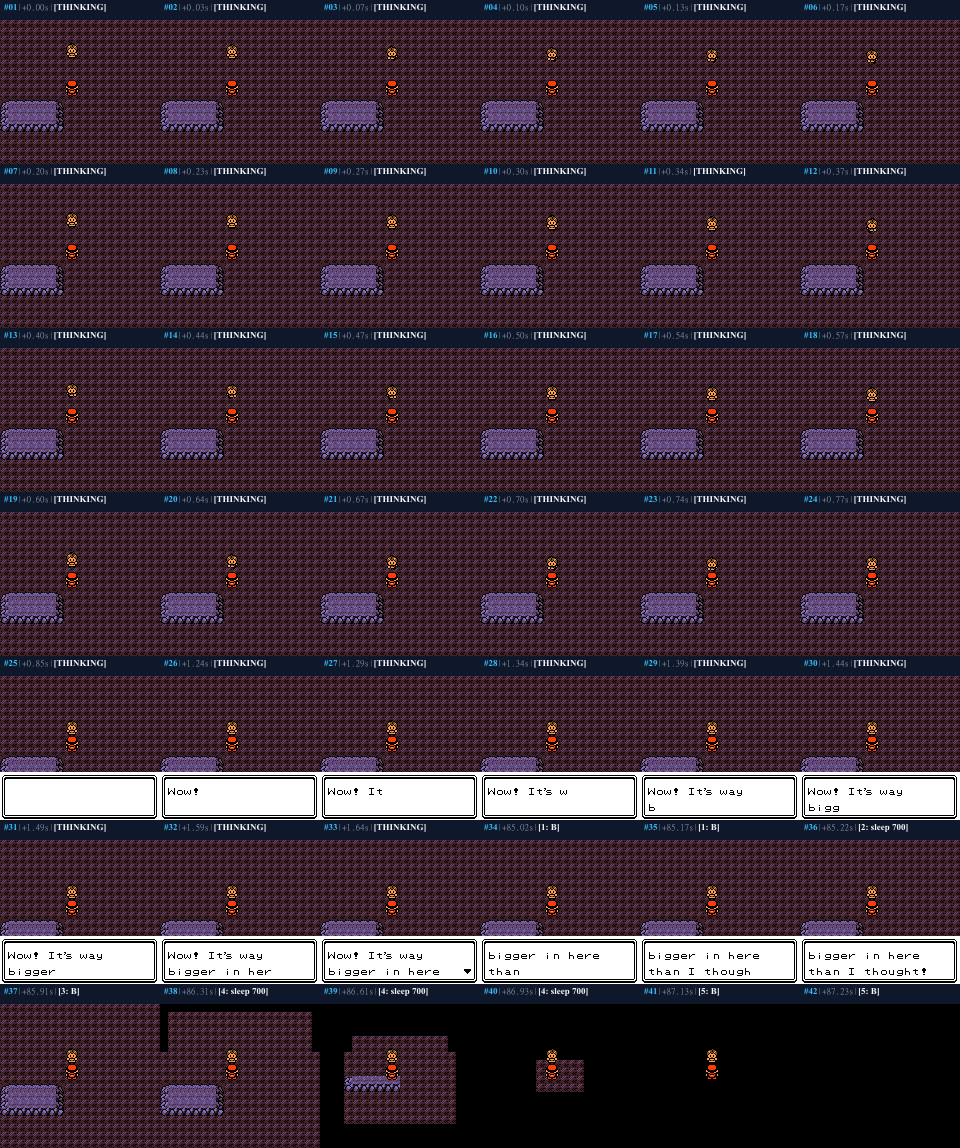 #01|+0.00s|[THINKING]
#02|+0.03s|[THINKING]
#03|+0.07s|[THINKING]
#04|+0.10s|[THINKING]
#05|+0.13s|[THINKING]
#06|+0.17s|[THINKING]
#07|+0.20s|[THINKING]
#08|+0.23s|[THINKING]
#09|+0.27s|[THINKING]
#10|+0.30s|[THINKING]
#11|+0.34s|[THINKING]
#12|+0.37s|[THINKING]
#13|+0.40s|[THINKING]
#14|+0.44s|[THINKING]
#15|+0.47s|[THINKING]
#16|+0.50s|[THINKING]
#17|+0.54s|[THINKING]
#18|+0.57s|[THINKING]
#19|+0.60s|[THINKING]
#20|+0.64s|[THINKING]
#21|+0.67s|[THINKING]
#22|+0.70s|[THINKING]
#23|+0.74s|[THINKING]
#24|+0.77s|[THINKING]
#25|+0.85s|[THINKING]
#26|+1.24s|[THINKING]
Wow!
#27|+1.29s|[THINKING]
Wow! It
#28|+1.34s|[THINKING]
Wow! It's w
#29|+1.39s|[THINKING]
Wow! It's way
b
#30|+1.44s|[THINKING]
Wow! It's way
bigg
#31|+1.49s|[THINKING]
Wow! It's way
bigger
#32|+1.59s|[THINKING]
Wow! It's way
bigger in her
#33|+1.64s|[THINKING]
Wow! It's way
bigger in here
#34|+85.02s|[1: B]
bigger in here
than
#35|+85.17s|[1: B]
bigger in here
than I though
#36|+85.22s|[2: sleep 700]
bigger in here
than I thought!
#37|+85.91s|[3: B]
#38|+86.31s|[4: sleep 700]
#39|+86.61s|[4: sleep 700]
#40|+86.93s|[4: sleep 700]
#41|+87.13s|[5: B]
#42|+87.23s|[5: B]